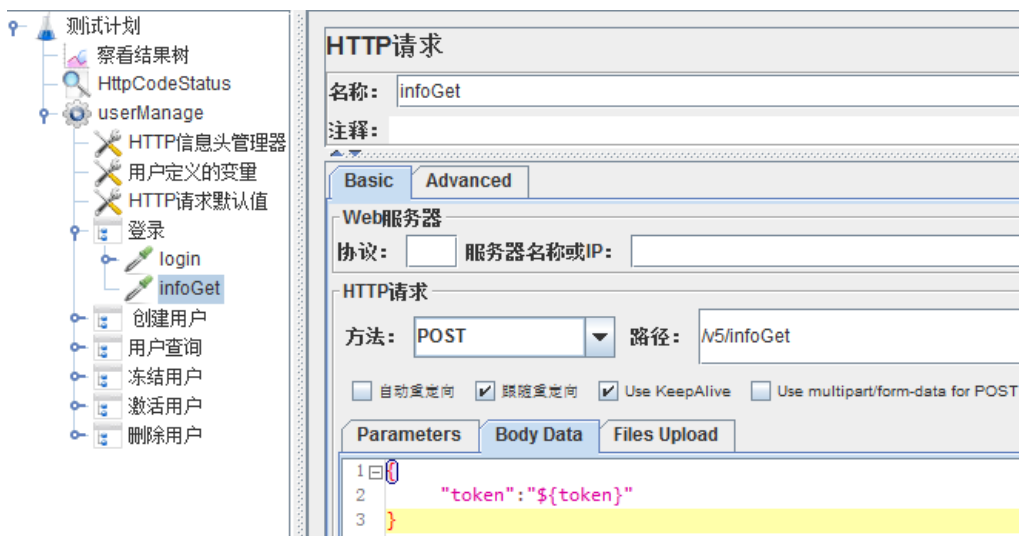 测试计划
察看结果树
HttpCodeStatus
userManage
HTTP信息头管理器
用户定义的变量
HTTP请求默认值
登录
login
infoGet
创建用户
用户查询
冻结用户
激活用户
删除用户
HTTP请求
名称： infoGet
注释：
Basic Advanced
Web服务器
协议： 服务器名称或IP：
HTTP请求
方法： POST 路径： /v5/infoGet
自动重定向 跟随重定向 Use KeepAlive Use multipart/form-data for POST
Parameters Body Data Files Upload
1 {
2 "token":"${token}"
3 }